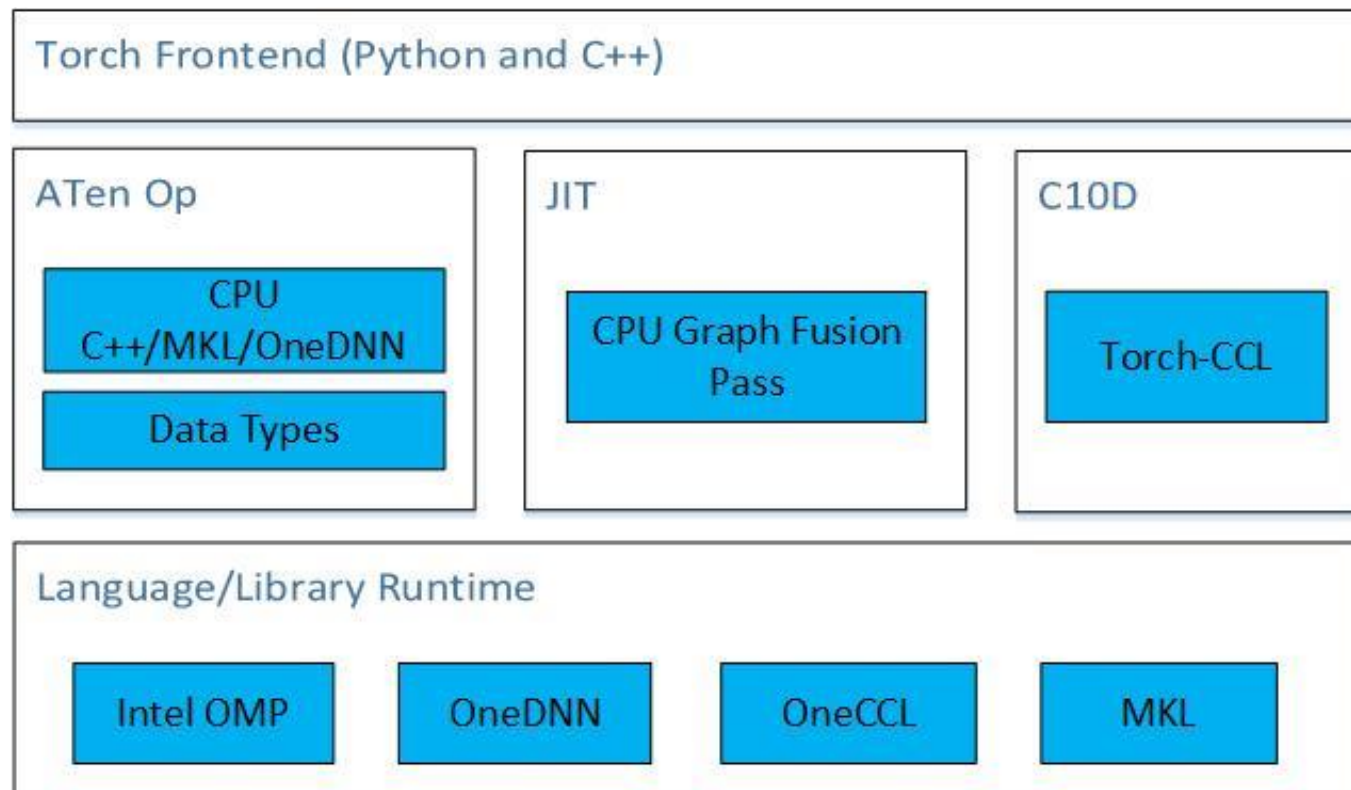 Torch Frontend (Python and C++)
ATen Op
CPU
C++/MKL/OneDNN
Data Types
JIT
CPU Graph Fusion
Pass
C10D
Torch-CCL
Language/Library Runtime
Intel OMP
OneDNN
OneCCL
MKL